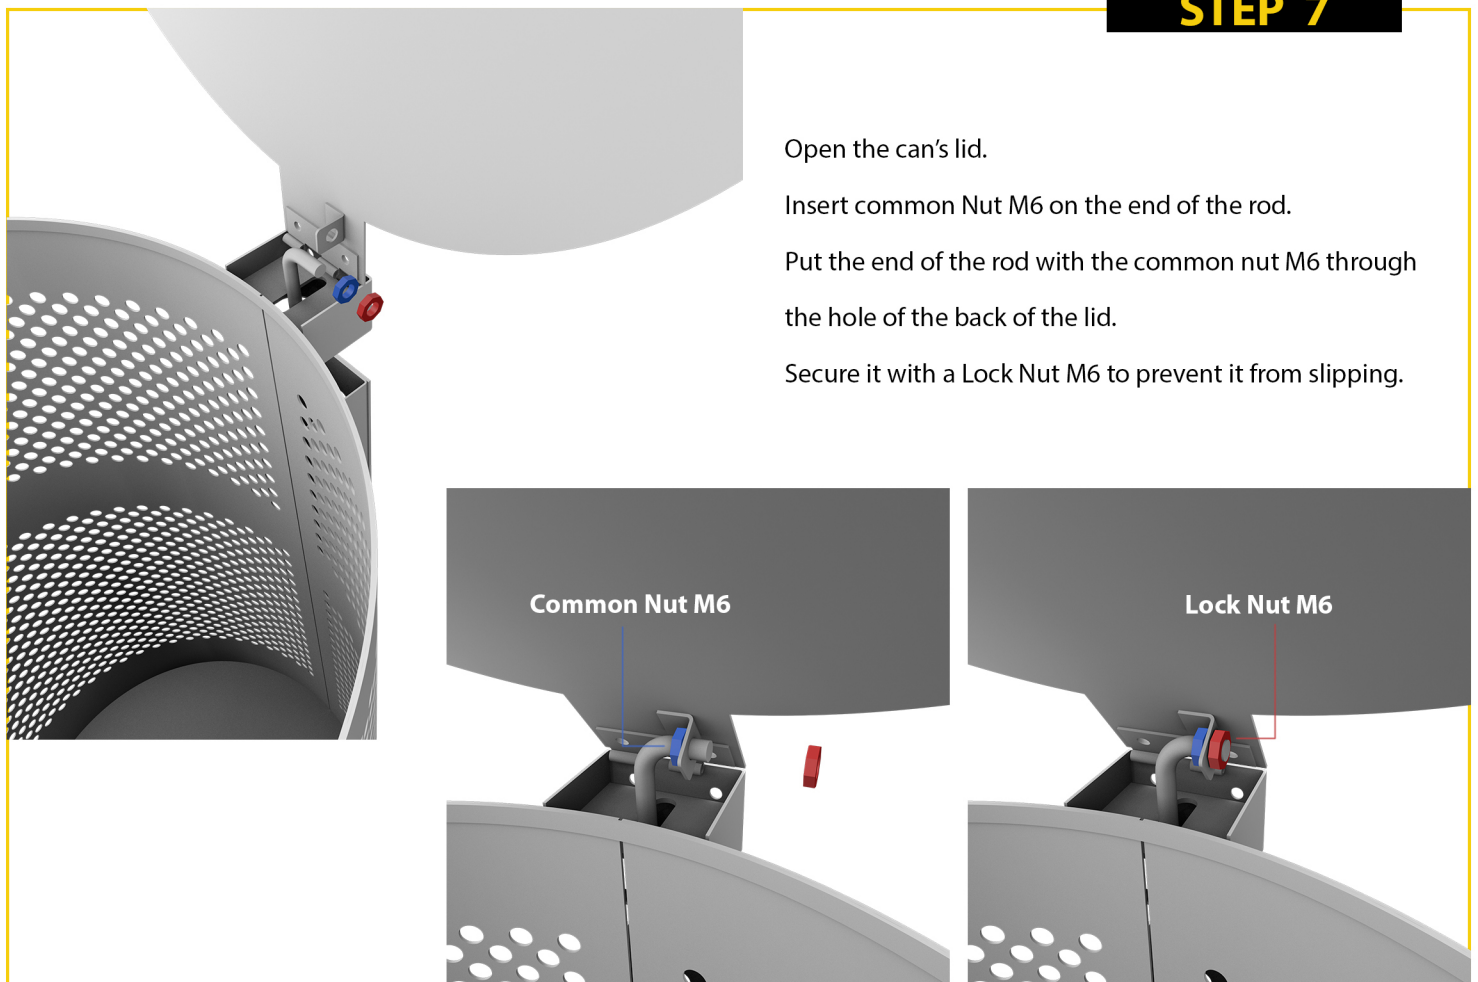 STEP 7
Open the can’s lid.
Insert common Nut M6 on the end of the rod.
Put the end of the rod with the common nut M6 through
the hole of the back of the lid.
Secure it with a Lock Nut M6 to prevent it from slipping.
Common Nut M6
Lock Nut M6